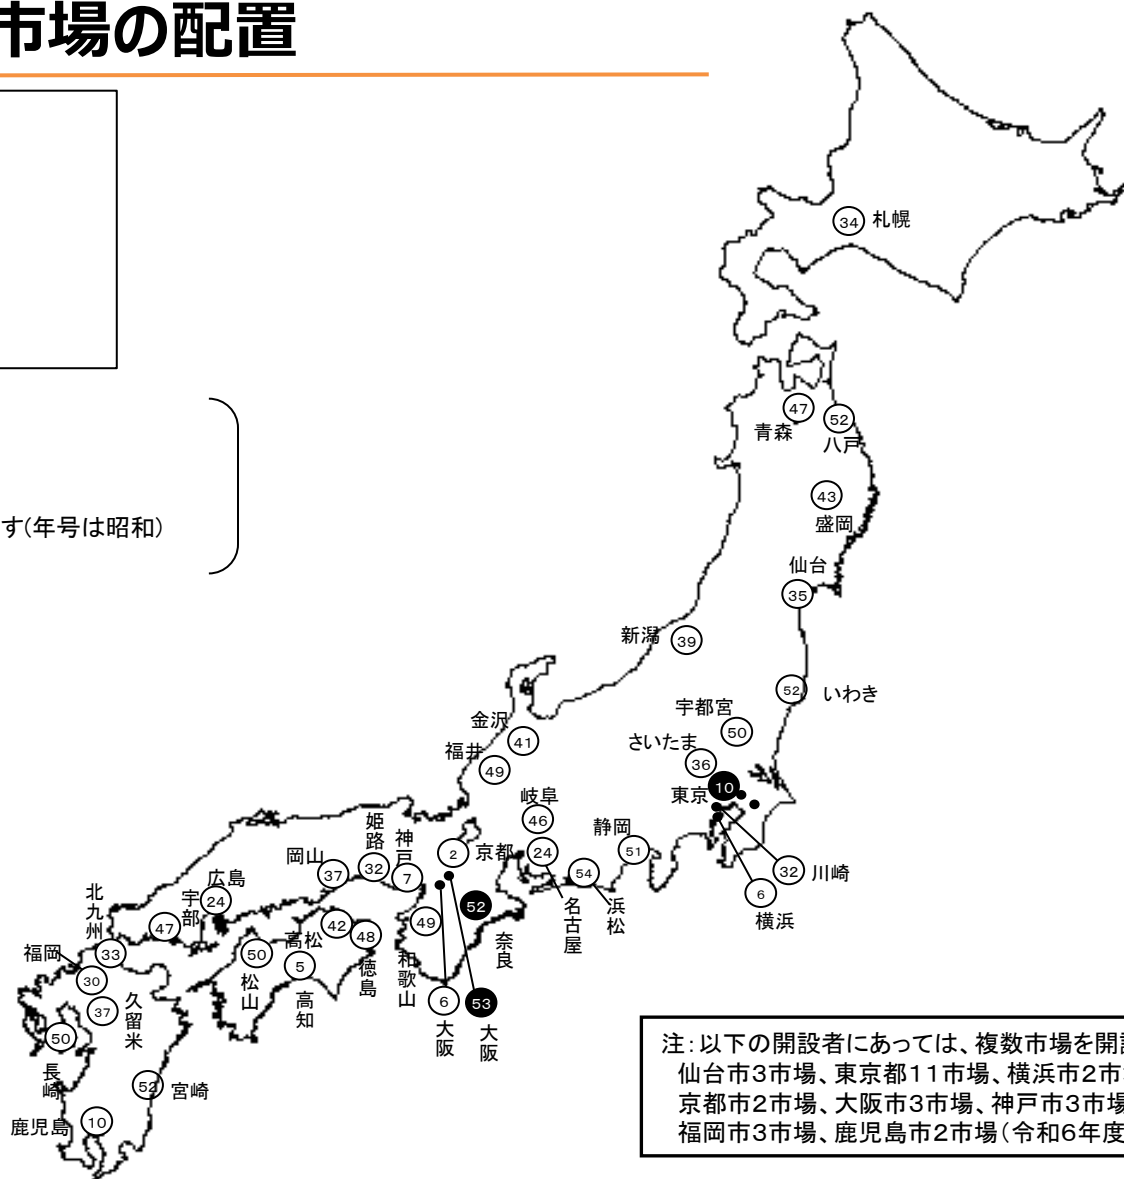 市場の配置
す(年号は昭和)
34 札幌
47
青森
52
八戸
43
盛岡
仙台
35
新潟 39
52 いわき
宇都宮
50
さいたま
36
東京 10
金沢
41
福井
49
岐阜
46
24
名古屋
静岡
51
54
浜松
32 川崎
6
横浜
2 京都
神戸
7
姫路
32
岡山
37
広島
24
宇部
47
北九州
33
福岡
30
37
久留米
50
長崎
52 宮崎
鹿児島 10
高松
42
48
徳島
50
松山
5
高知
49
和歌山
52
奈良
6
大阪
53
大阪
注:以下の開設者にあっては、複数市場を開設
仙台市3市場、東京都11市場、横浜市2市
京都市2市場、大阪市3市場、神戸市3市場
福岡市3市場、鹿児島市2市場(令和6年度